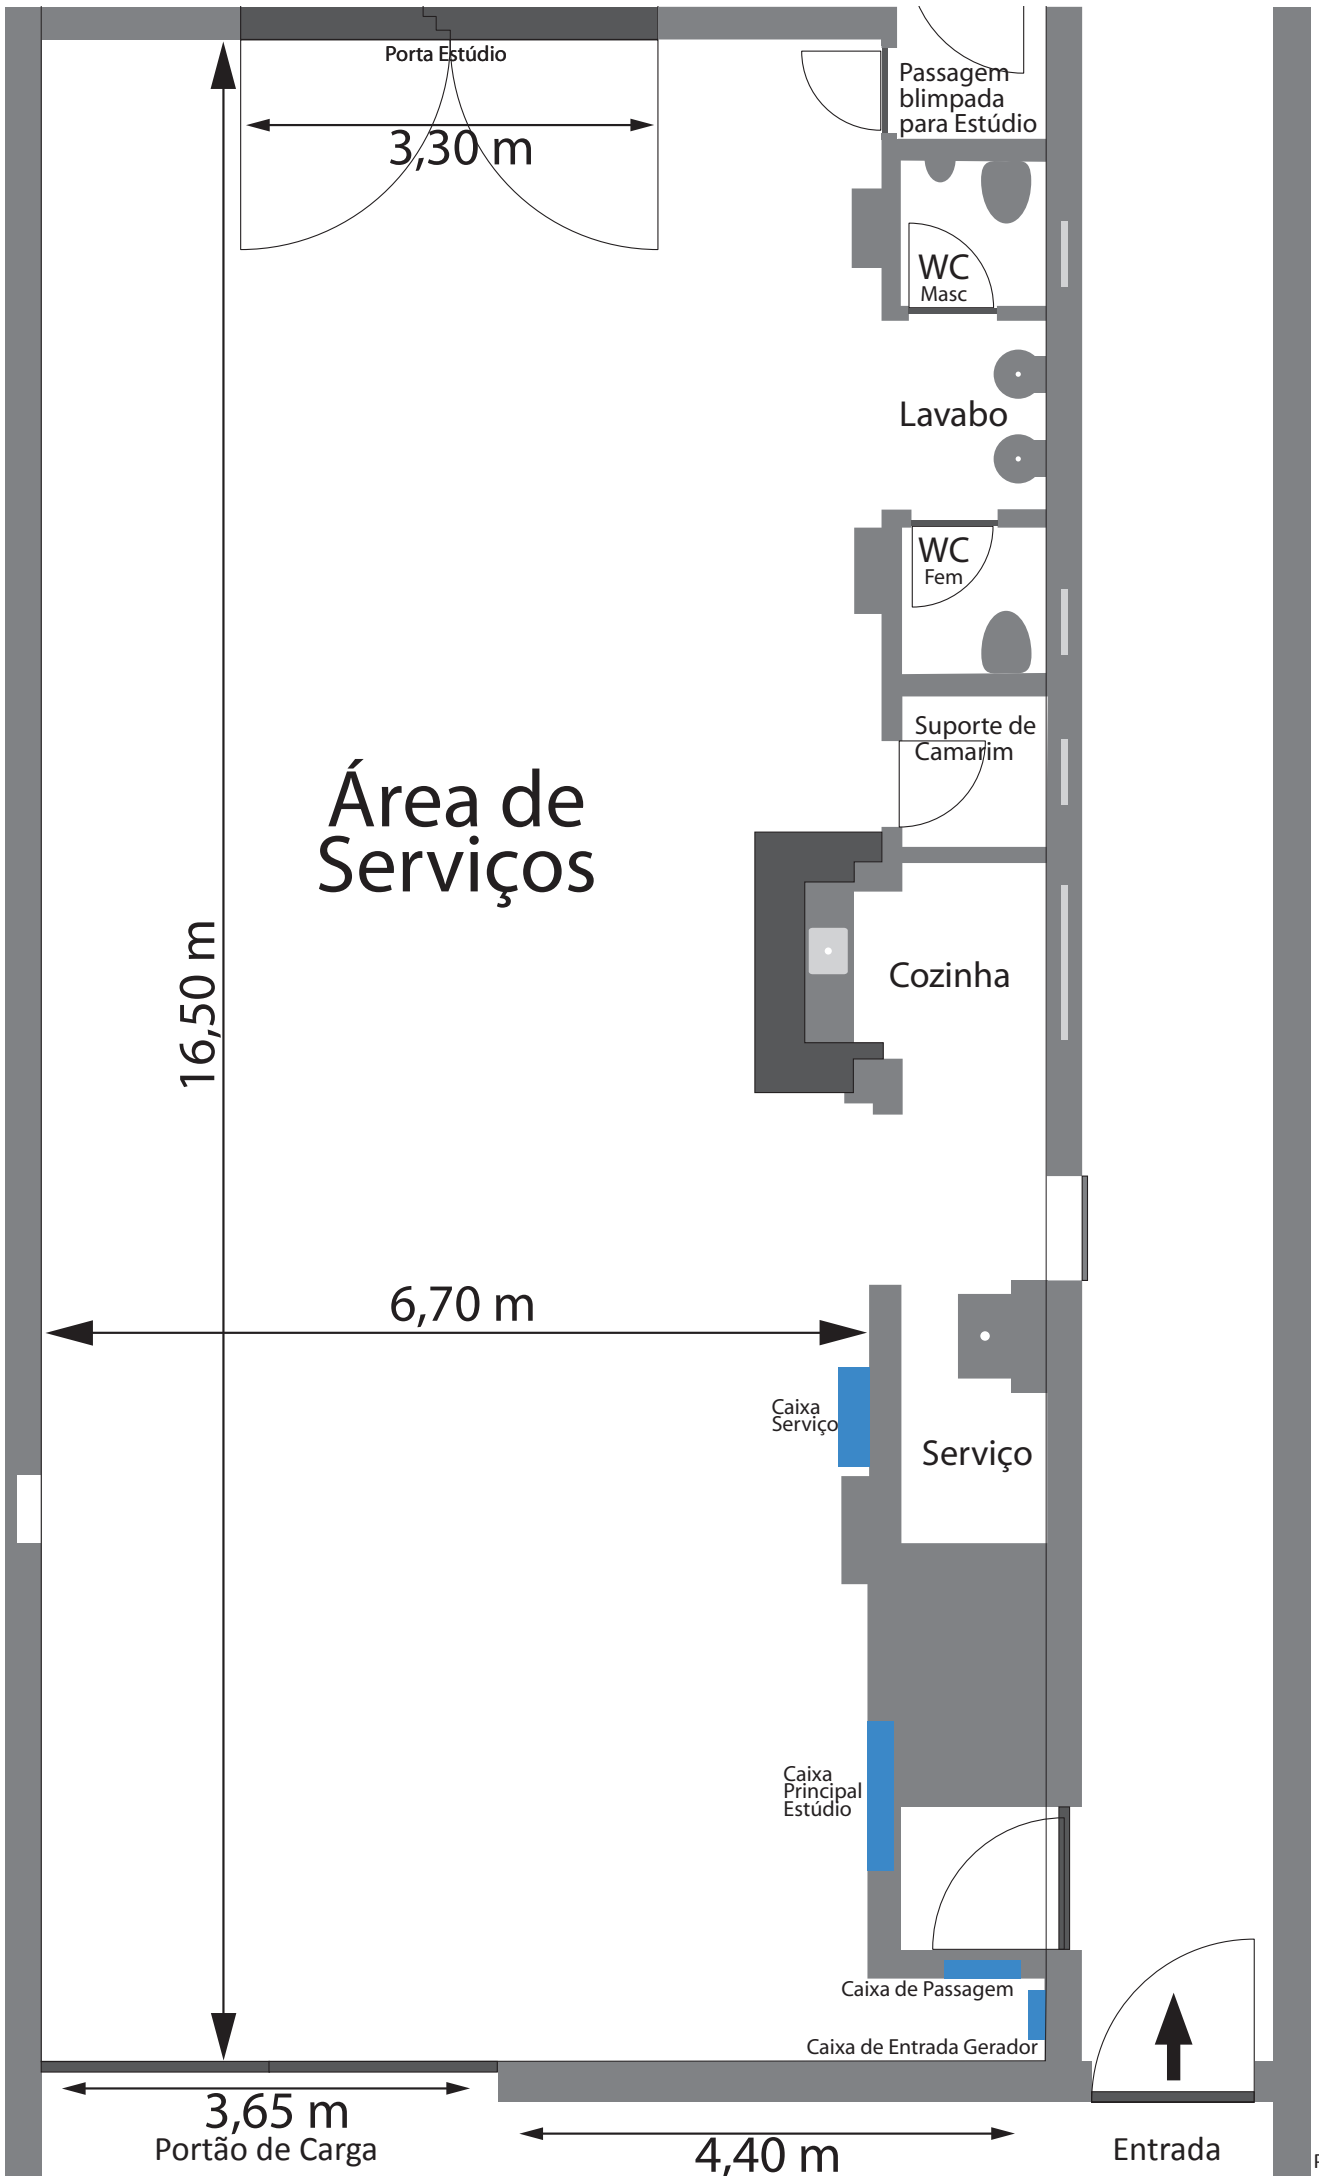 Porta Estúdio
3,30 m
Passagem
blimpada
para Estúdio
WC
Masc
Lavabo
WC
Fem
Suporte de
Camarim
Área de
Serviços
16,50 m
Cozinha
6,70 m
Caixa
Serviço
Serviço
Caixa
Principal
Estúdio
Caixa de Passagem
Caixa de Entrada Gerador
3,65 m
Portão de Carga
4,40 m
Entrada